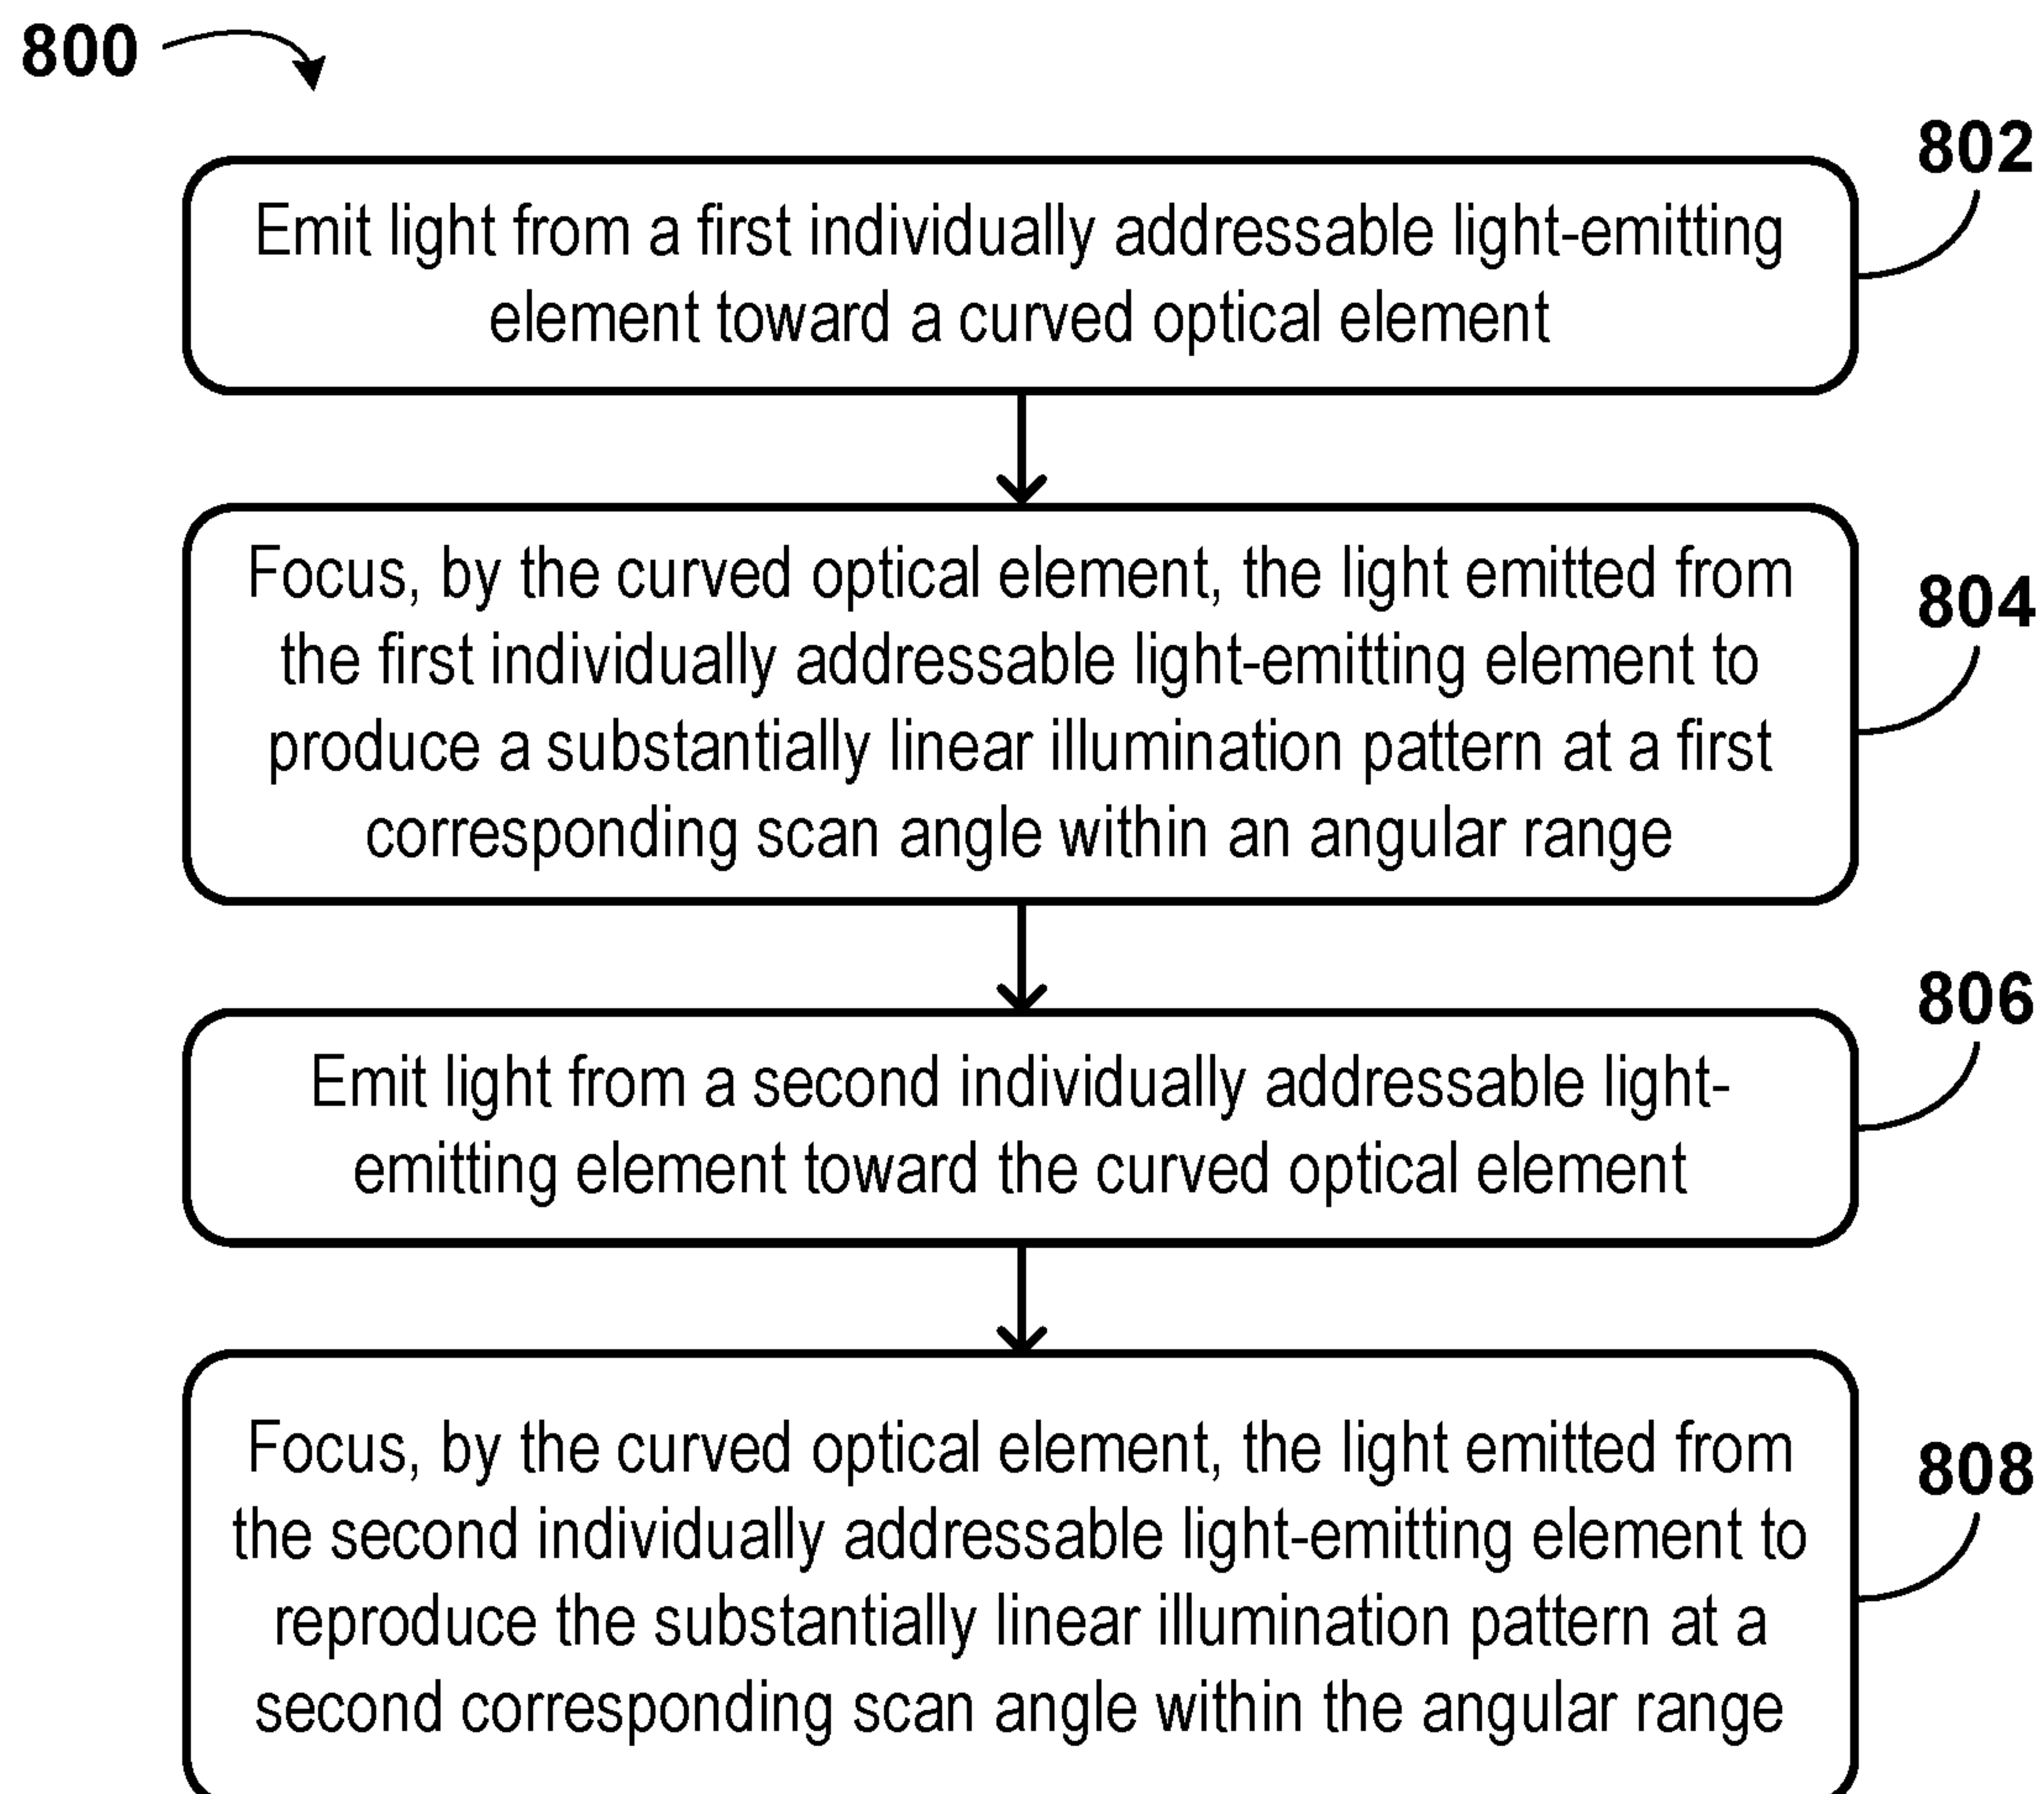 800
802
Emit light from a first individually addressable light-emitting
element toward a curved optical element
804
Focus, by the curved optical element, the light emitted from
the first individually addressable light-emitting element to
produce a substantially linear illumination pattern at a first
corresponding scan angle within an angular range
806
Emit light from a second individually addressable light-
emitting element toward the curved optical element
808
Focus, by the curved optical element, the light emitted from
the second individually addressable light-emitting element to
reproduce the substantially linear illumination pattern at a
second corresponding scan angle within the angular range